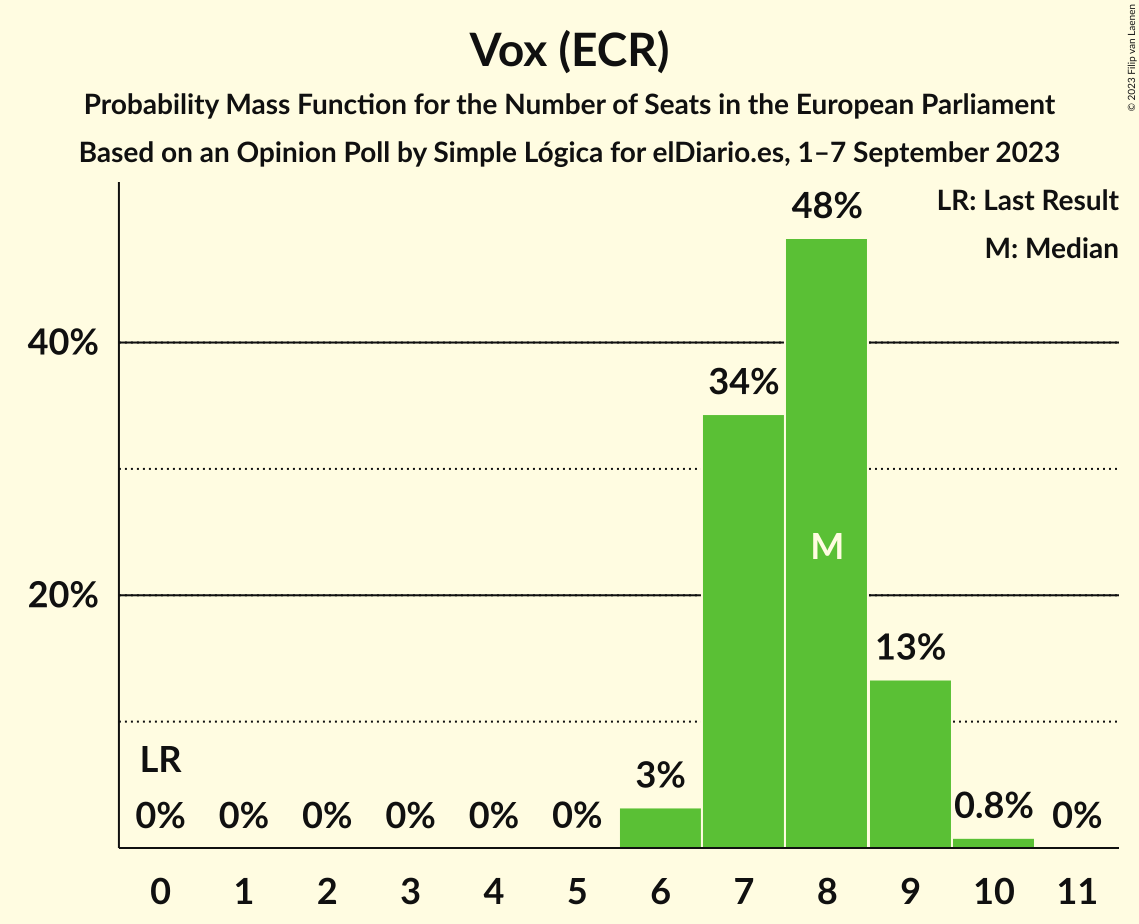 Vox (ECR)
Probability Mass Function for the Number of Seats in the European Parliament
Based on an Opinion Poll by Simple Lógica for elDiario.es, 1–7 September 2023
© 2023 Filip van Laenen
LR: Last Result
M: Median
48%
40%
34%
M
20%
13%
LR
3%
0% 0% 0% 0% 0% 0% 0.8% 0%
0 1 2 3 4 5 6 7 8 9 10 11